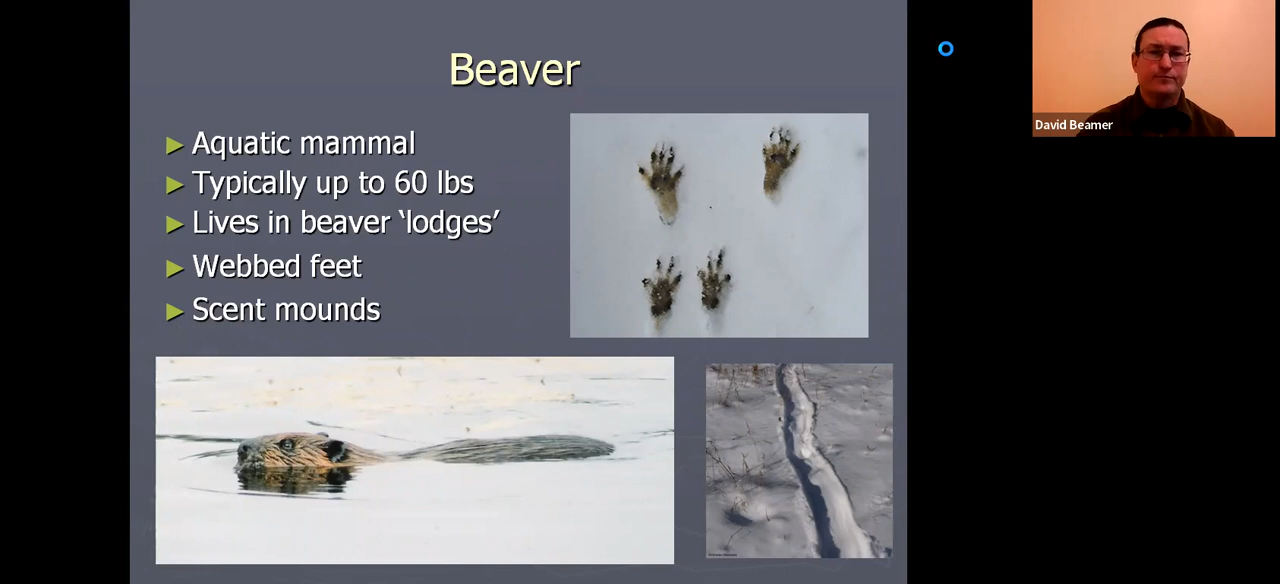 Beaver
► Aquatic mammal
► Typically up to 60 lbs
► Lives in beaver ‘lodges’
► Webbed feet
► Scent mounds
David Beamer